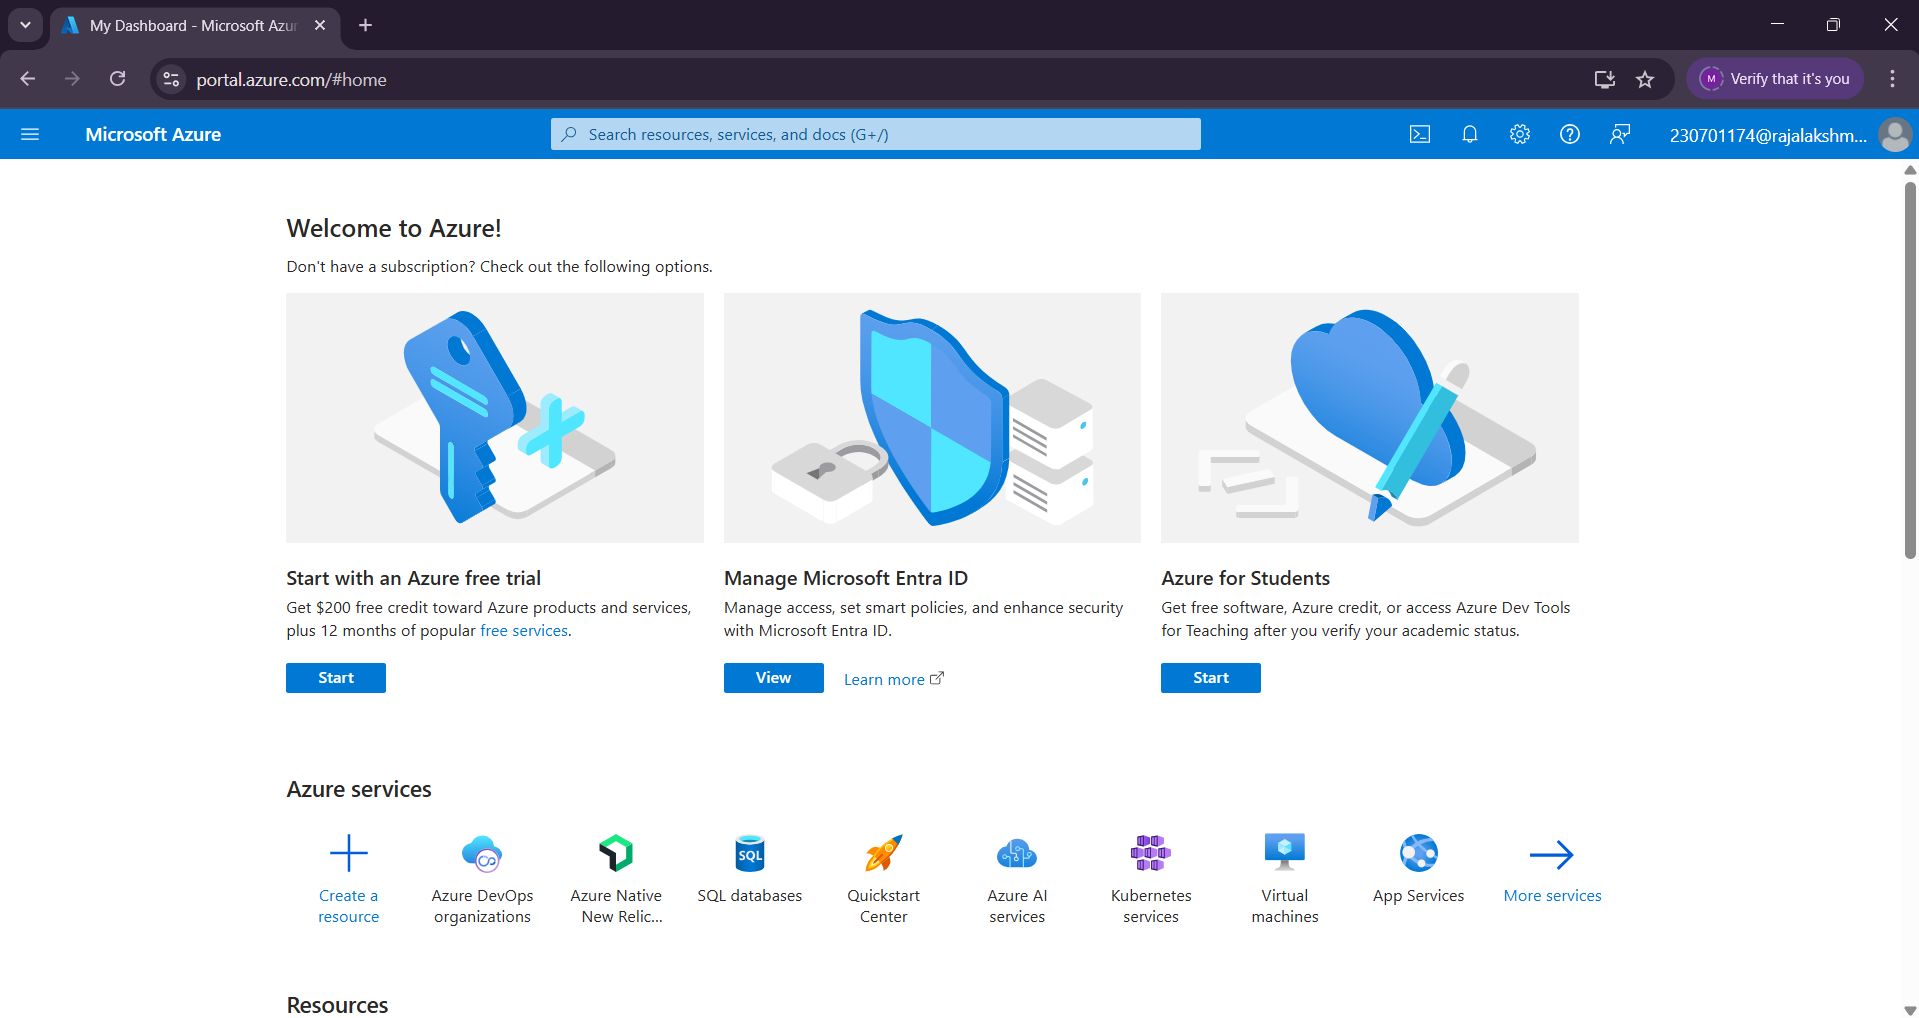 My Dashboard - Microsoft Azur
portal.azure.com/#home
M
Verify that it's you
Microsoft Azure
Search resources, services, and docs (G+/)
230701174@rajalakshm...
Welcome to Azure!
Don't have a subscription? Check out the following options.
Start with an Azure free trial
Get $200 free credit toward Azure products and services,
plus 12 months of popular free services.
Start
Manage Microsoft Entra ID
Manage access, set smart policies, and enhance security
with Microsoft Entra ID.
View
Learn more
Azure for Students
Get free software, Azure credit, or access Azure Dev Tools
for Teaching after you verify your academic status.
Start
Azure services
Create a
resource
Azure DevOps
organizations
Azure Native
New Relic...
SQL
SQL databases
Quickstart
Center
Azure AI
services
Kubernetes
services
Virtual
machines
App Services
More services
Resources